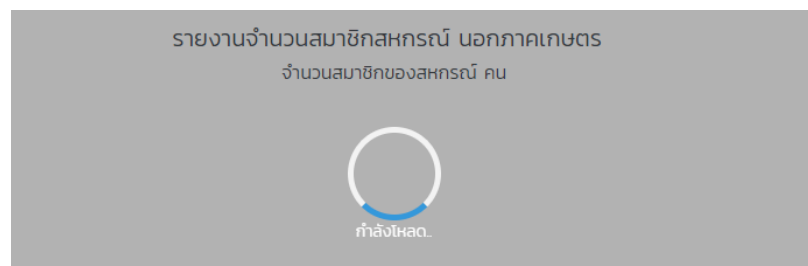 รายงานจำนวนสมาชิกสหกรณ์ นอกภาคเกษตร
จำนวนสมาชิกของสหกรณ์ คน
กำลังโหลด..